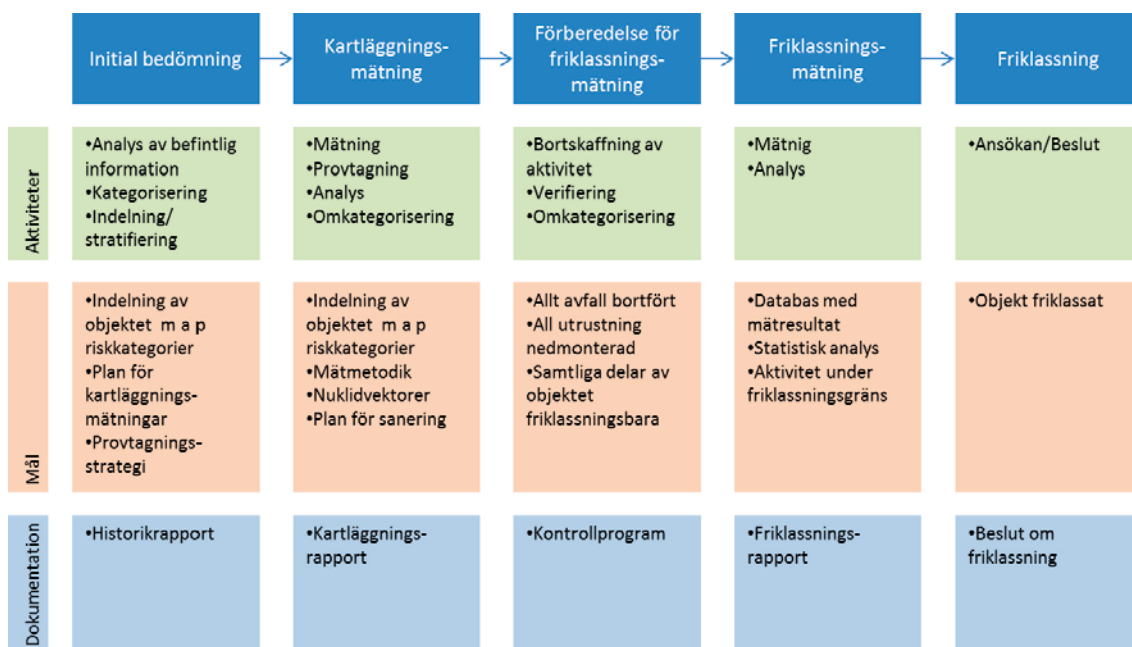 Initial bedömning
Kartläggnings-
mätning
Förberedelse för
friklassnings-
mätning
Friklassnings-
mätning
Friklassning
Aktiviteter
•Analys av befintlig
information
•Kategorisering
•Indelning/
stratifiering
•Mätning
•Provtagning
•Analys
•Omkategorisering
•Bortskaffning av
aktivitet
•Verifiering
•Omkategorisering
•Mätnig
•Analys
•Ansökan/Beslut
Mål
•Indelning av
objektet m a p
riskkategorier
•Plan för
kartläggnings-
mätningar
•Provtagnings-
strategi
•Indelning av
objektet m a p
riskkategorier
•Mätmetodik
•Nuklidvektorer
•Plan för sanering
•Allt avfall bortfört
•All utrustning
nedmonterad
•Samtliga delar av
objektet
friklassningsbara
•Databas med
mätresultat
•Statistisk analys
•Aktivitet under
friklassningsgräns
•Objekt friklassat
Dokumentation
•Historikrapport
•Kartläggnings-
rapport
•Kontrollprogram
•Friklassnings-
rapport
•Beslut om
friklassning